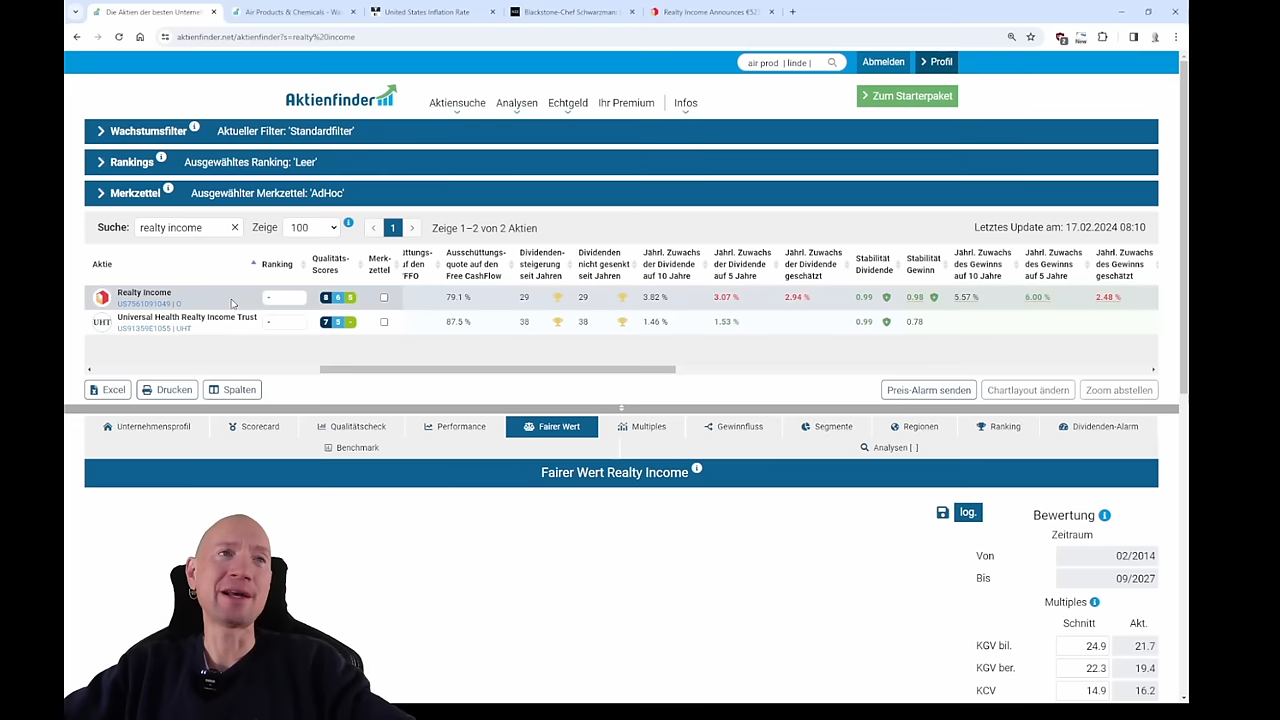 Die Aktien der besten Unterneh
Air Products & Chemicals - Wa
United States Inflation Rate
Blackstone-Chef Schwarzman:
Realty Income Announces €52
aktienfinder.net/aktienfinder?s=realty%20income
New
air prod | linde |
Abmelden
Profil
Aktienfinder
Aktiensuche
Analysen
Echtgeld
Ihr Premium
Infos
Zum Starterpaket
Wachstumsfilter
Aktueller Filter: 'Standardfilter'
Rankings
Ausgewähltes Ranking: 'Leer'
Merkzettel
Ausgewählter Merkzettel: 'AdHoc'
Suche: realty income
Zeige 100
1
Zeige 1–2 von 2 Aktien
Letztes Update am: 17.02.2024 08:10
Aktie
Ranking
Qualitäts-
Scores
Merk-
zettel
Ausschüttungs-
quote auf den
Free CashFlow
Dividenden-
steigerung
seit Jahren
Dividenden
nicht gesenkt
seit Jahren
Jährl. Zuwachs
der Dividende
auf 10 Jahre
Jährl. Zuwachs
der Dividende
auf 5 Jahre
Jährl. Zuwachs
der Dividende
geschätzt
Stabilität
Dividende
Stabilität
Gewinn
Jährl. Zuwachs
des Gewinns
auf 10 Jahre
Jährl. Zuwachs
des Gewinns
auf 5 Jahre
Jährl. Zuwachs
des Gewinns
geschätzt
Realty Income
US7561091049 | O
-
8 6 5
79.1 %
29
29
3.82 %
3.07 %
2.94 %
0.99
0.98
5.57 %
6.00 %
2.48 %
UHT
Universal Health Realty Income Trust
US91359E1055 | UHT
-
7 5 -
87.5 %
38
38
1.46 %
1.53 %
0.99
0.78
Excel
Drucken
Spalten
Preis-Alarm senden
Chartlayout ändern
Zoom abstellen
Unternehmensprofil
Scorecard
Qualitätscheck
Performance
Fairer Wert
Multiples
Gewinnfluss
Segmente
Regionen
Ranking
Dividenden-Alarm
Benchmark
Analysen [ ]
Fairer Wert Realty Income
log.
Bewertung
Zeitraum
Von 02/2014
Bis 09/2027
Multiples
Schnitt Akt.
KGV bil. 24.9 21.7
KGV ber. 22.3 19.4
KCV 14.9 16.2